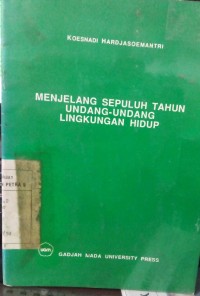 KOESNADI HARDJASOEMANTRI
MENJELANG SEPULUH TAHUN
UNDANG-UNDANG
LINGKUNGAN HIDUP
GADJAH MADA UNIVERSITY PRESS